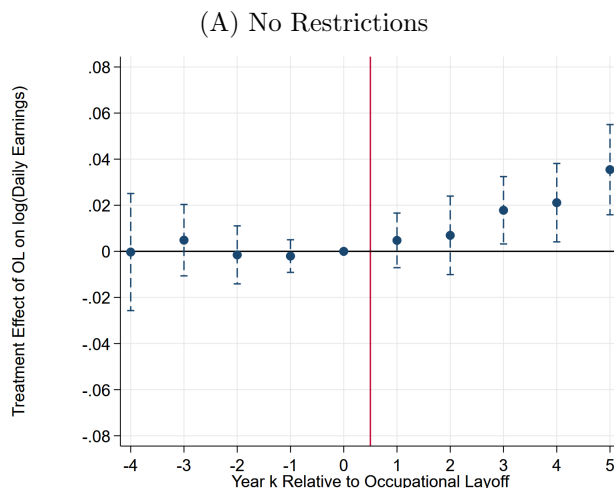 (A) No Restrictions
Treatment Effect of OL on log(Daily Earnings)
.08
.06
.04
.02
0
-.02
-.04
-.06
-.08
-4 -3 -2 -1 0 1 2 3 4 5
Year k Relative to Occupational Layoff